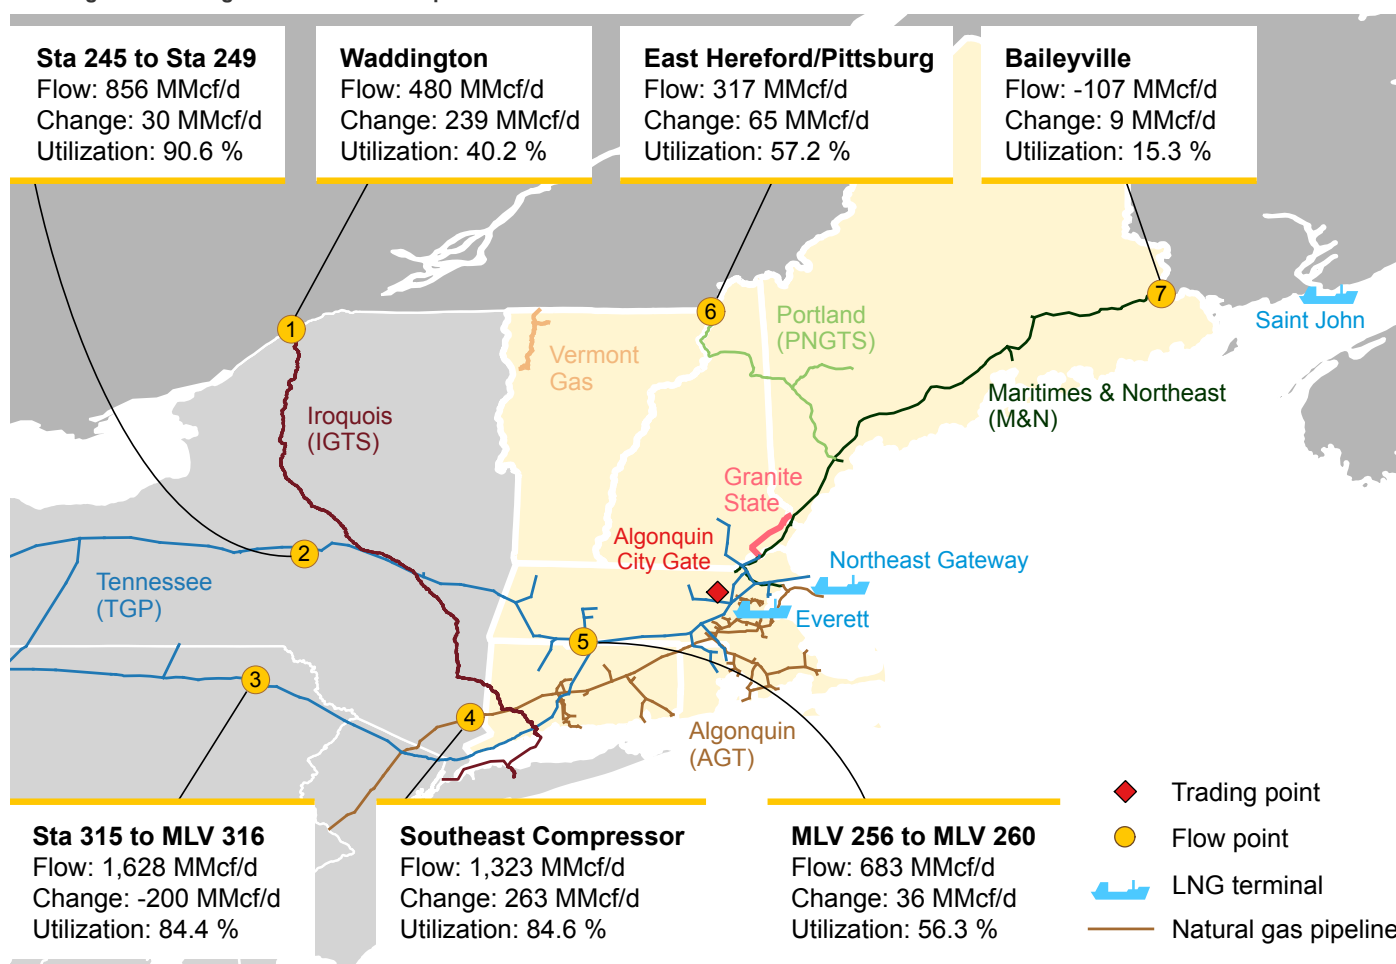 Sta 245 to Sta 249
Flow: 856 MMcf/d
Change: 30 MMcf/d
Utilization: 90.6 %
Waddington
Flow: 480 MMcf/d
Change: 239 MMcf/d
Utilization: 40.2 %
East Hereford/Pittsburg
Flow: 317 MMcf/d
Change: 65 MMcf/d
Utilization: 57.2 %
Baileyville
Flow: -107 MMcf/d
Change: 9 MMcf/d
Utilization: 15.3 %
7
6
1
Saint John
Portland
(PNGTS)
Vermont
Gas
Maritimes & Northeast
(M&N)
Iroquois
(IGTS)
Granite
State
Algonquin
City Gate
2
Northeast Gateway
Tennessee
(TGP)
Everett
5
3
4
Algonquin
(AGT)
Sta 315 to MLV 316
Flow: 1,628 MMcf/d
Change: -200 MMcf/d
Utilization: 84.4 %
Southeast Compressor
Flow: 1,323 MMcf/d
Change: 263 MMcf/d
Utilization: 84.6 %
MLV 256 to MLV 260
Flow: 683 MMcf/d
Change: 36 MMcf/d
Utilization: 56.3 %
Trading point
Flow point
LNG terminal
Natural gas pipeline